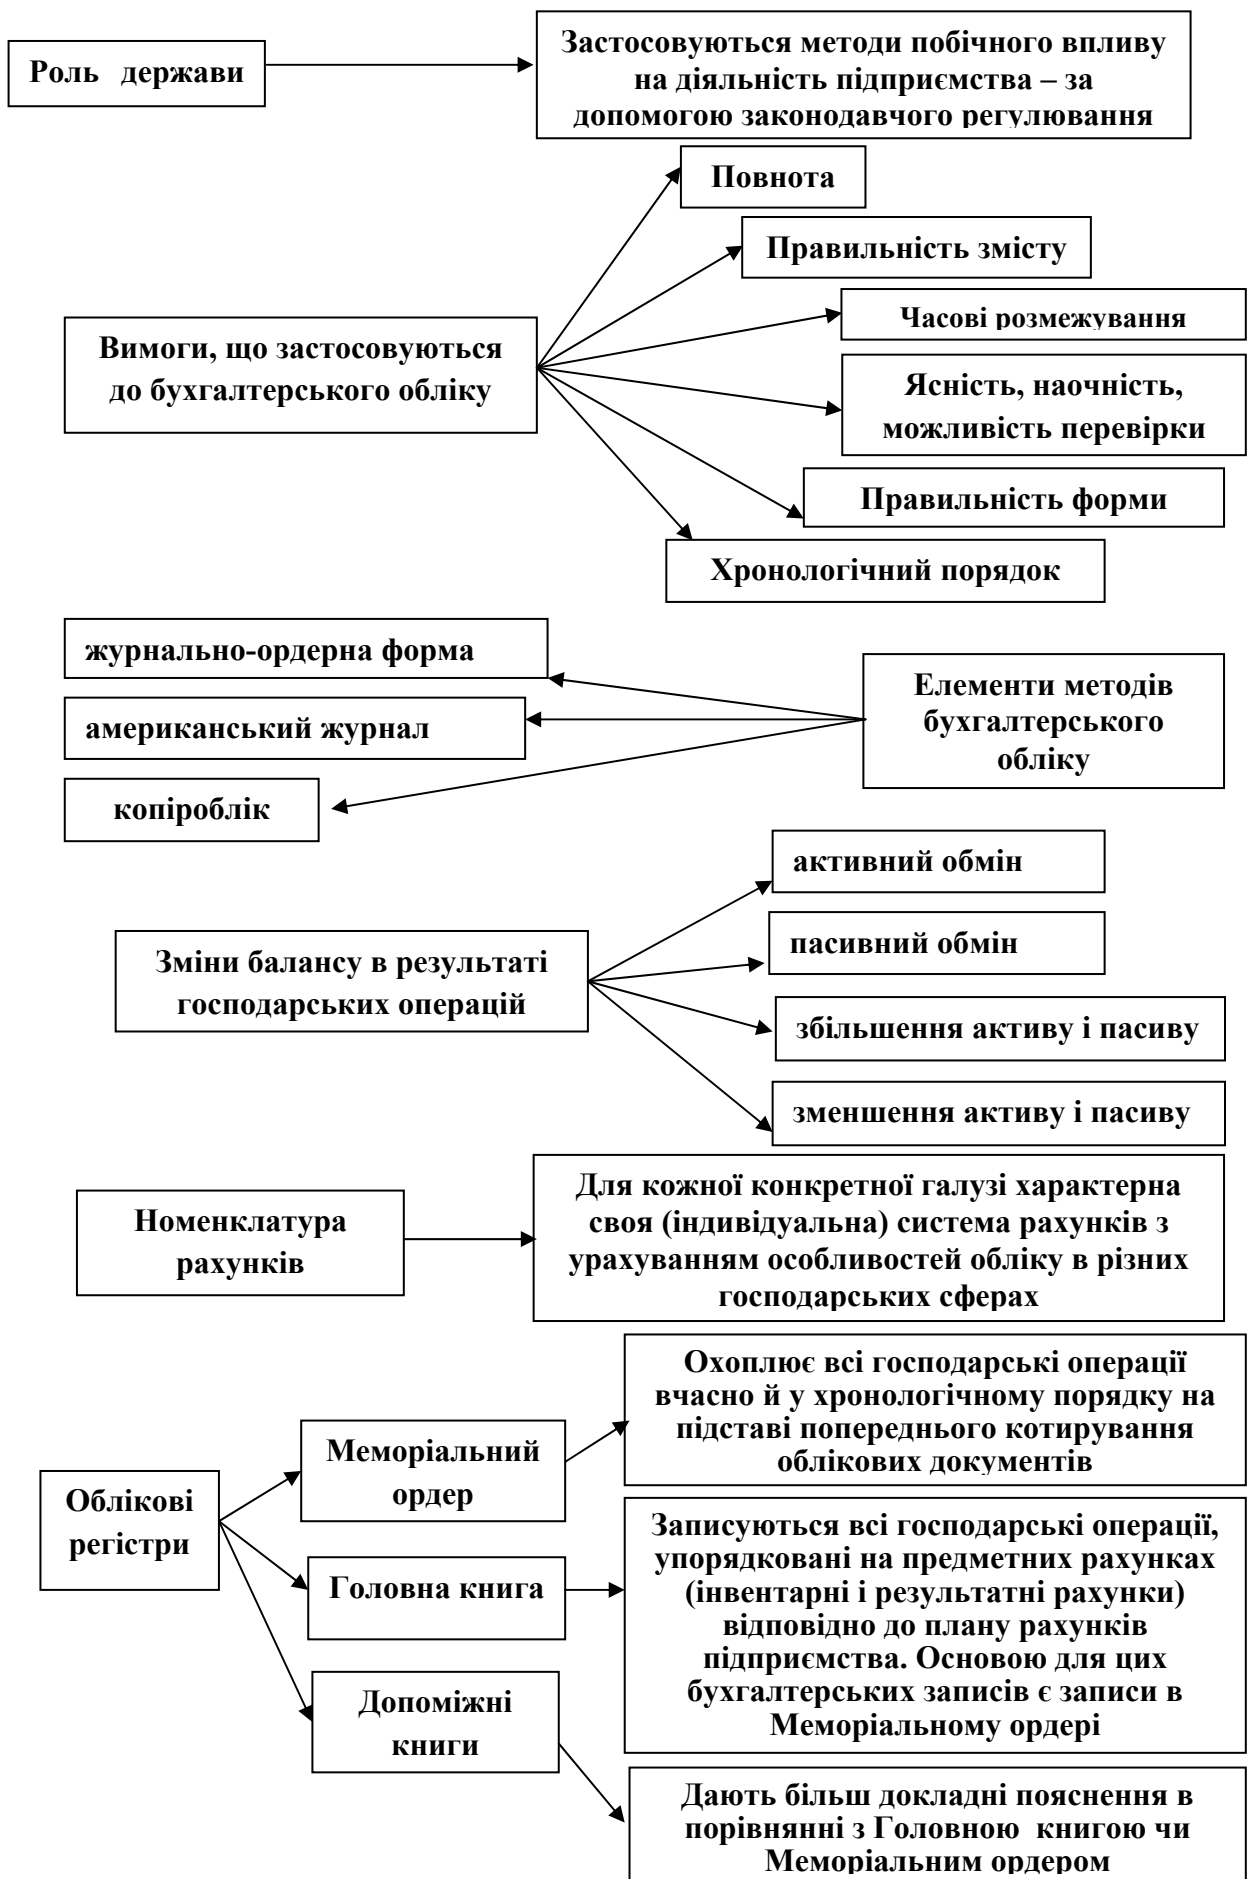 Роль держави
Застосовуються методи побічного впливу
на діяльність підприємства – за
допомогою законодавчого регулювання
Повнота
Правильність змісту
Часові розмежування
Вимоги, що застосовуються
до бухгалтерського обліку
Ясність, наочність,
можливість перевірки
Правильність форми
Хронологічний порядок
журнально-ордерна форма
американський журнал
копіроблік
Елементи методів
бухгалтерського
обліку
активний обмін
пасивний обмін
Зміни балансу в результаті
господарських операцій
збільшення активу і пасиву
зменшення активу і пасиву
Номенклатура
рахунків
Для кожної конкретної галузі характерна
своя (індивідуальна) система рахунків з
урахуванням особливостей обліку в різних
господарських сферах
Облікові
регістри
Меморіальний
ордер
Охоплює всі господарські операції
вчасно й у хронологічному порядку на
підставі попереднього котирування
облікових документів
Головна книга
Записуються всі господарські операції,
упорядковані на предметних рахунках
(інвентарні і результатні рахунки)
відповідно до плану рахунків
підприємства. Основою для цих
бухгалтерських записів є записи в
Меморіальному ордері
Допоміжні
книги
Дають більш докладні пояснення в
порівнянні з Головною книгою чи
Меморіальним ордером